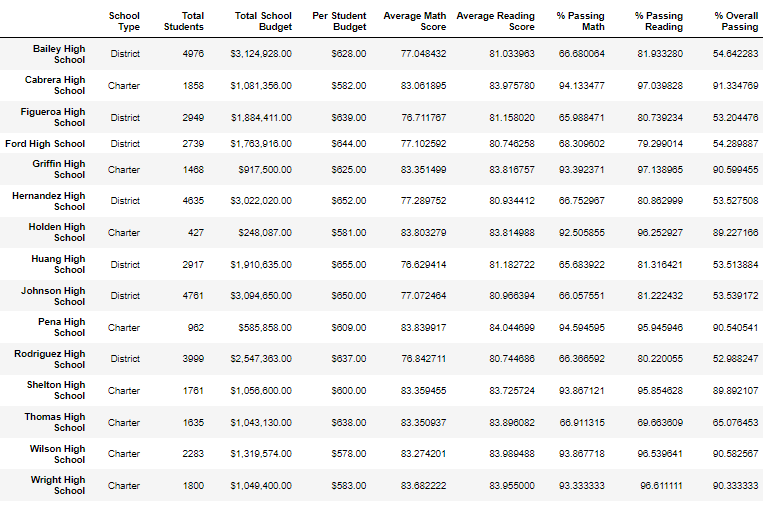 School Type Total Students Total School Budget Per Student Budget Average Math Score Average Reading Score % Passing Math % Passing Reading % Overall Passing
Bailey High School District 4976 $3,124,928.00 $628.00 77.048432 81.033963 66.680064 81.933280 54.642283
Cabrera High School Charter 1858 $1,081,356.00 $582.00 83.061895 83.975780 94.133477 97.039828 91.334769
Figueroa High School District 2949 $1,884,411.00 $639.00 76.711767 81.158020 65.988471 80.739234 53.204476
Ford High School District 2739 $1,763,916.00 $644.00 77.102592 80.746258 68.309602 79.299014 54.289887
Griffin High School Charter 1468 $917,500.00 $625.00 83.351499 83.816757 93.392371 97.138965 90.599455
Hernandez High School District 4635 $3,022,020.00 $652.00 77.289752 80.934412 66.752967 80.862999 53.527508
Holden High School Charter 427 $248,087.00 $581.00 83.803279 83.814988 92.505855 96.252927 89.227166
Huang High School District 2917 $1,910,635.00 $655.00 76.629414 81.182722 65.683922 81.316421 53.513884
Johnson High School District 4761 $3,094,650.00 $650.00 77.072464 80.966394 66.057551 81.222432 53.539172
Pena High School Charter 962 $585,858.00 $609.00 83.839917 84.044699 94.594595 95.945946 90.540541
Rodriguez High School District 3999 $2,547,363.00 $637.00 76.842711 80.744686 66.366592 80.220055 52.988247
Shelton High School Charter 1761 $1,056,600.00 $600.00 83.359455 83.725724 93.867121 95.854628 89.892107
Thomas High School Charter 1635 $1,043,130.00 $638.00 83.350937 83.896082 66.911315 69.663609 65.076453
Wilson High School Charter 2283 $1,319,574.00 $578.00 83.274201 83.989488 93.867718 96.539641 90.582567
Wright High School Charter 1800 $1,049,400.00 $583.00 83.682222 83.955000 93.333333 96.611111 90.333333